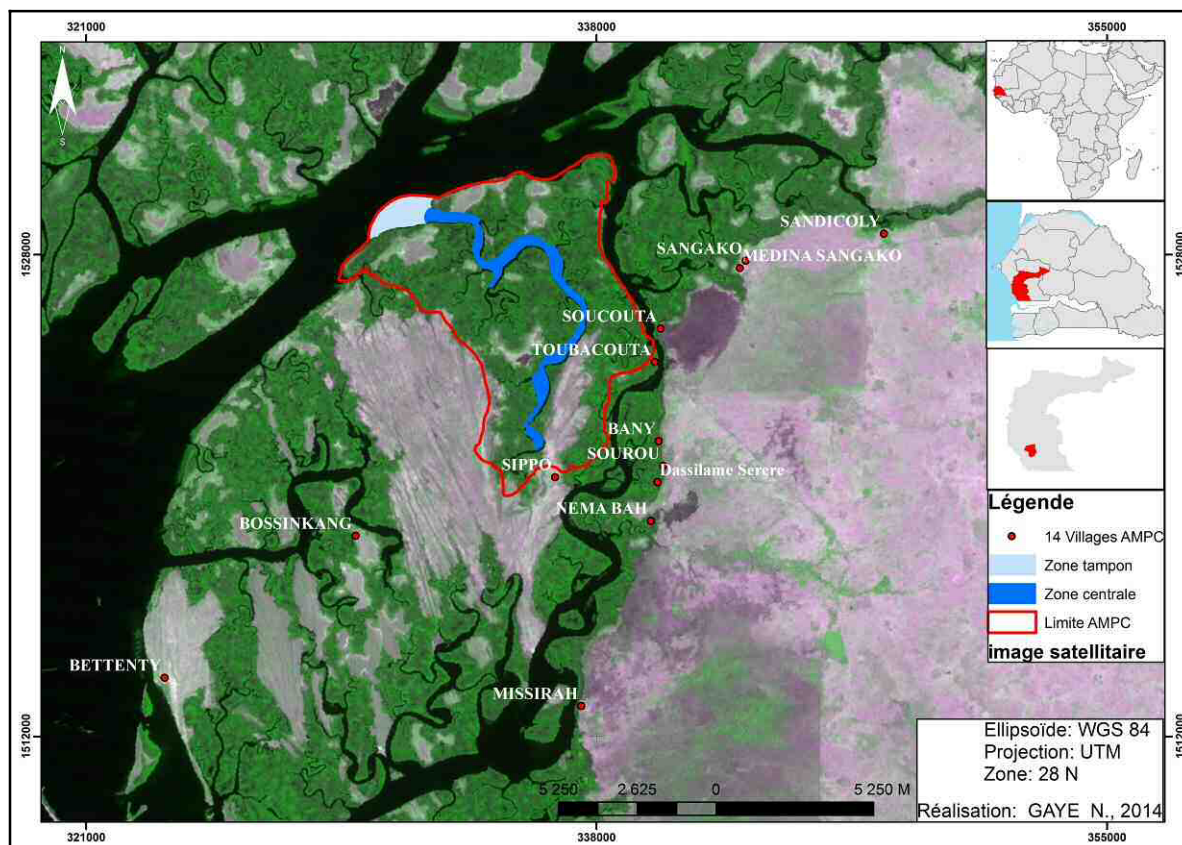 321000
338000
355000
N
S
1528000
1528000
SANDICOLY
SANGAKO
MEDINA SANGAKO
SOUCOUTA
TOUBACOUTA
BANY
SOUROU
SIPPO
Dassilame Serere
NEMA BAH
BOSSINKANG
BETTENTY
MISSIRAH
Légende
14 Villages AMPC
Zone tampon
Zone centrale
Limite AMPC
image satellitaire
1512000
1512000
Ellipsoïde: WGS 84
Projection: UTM
Zone: 28 N
5 250 2.625 0 5 250 M
Réalisation: GAYE N., 2014
321000
338000
355000